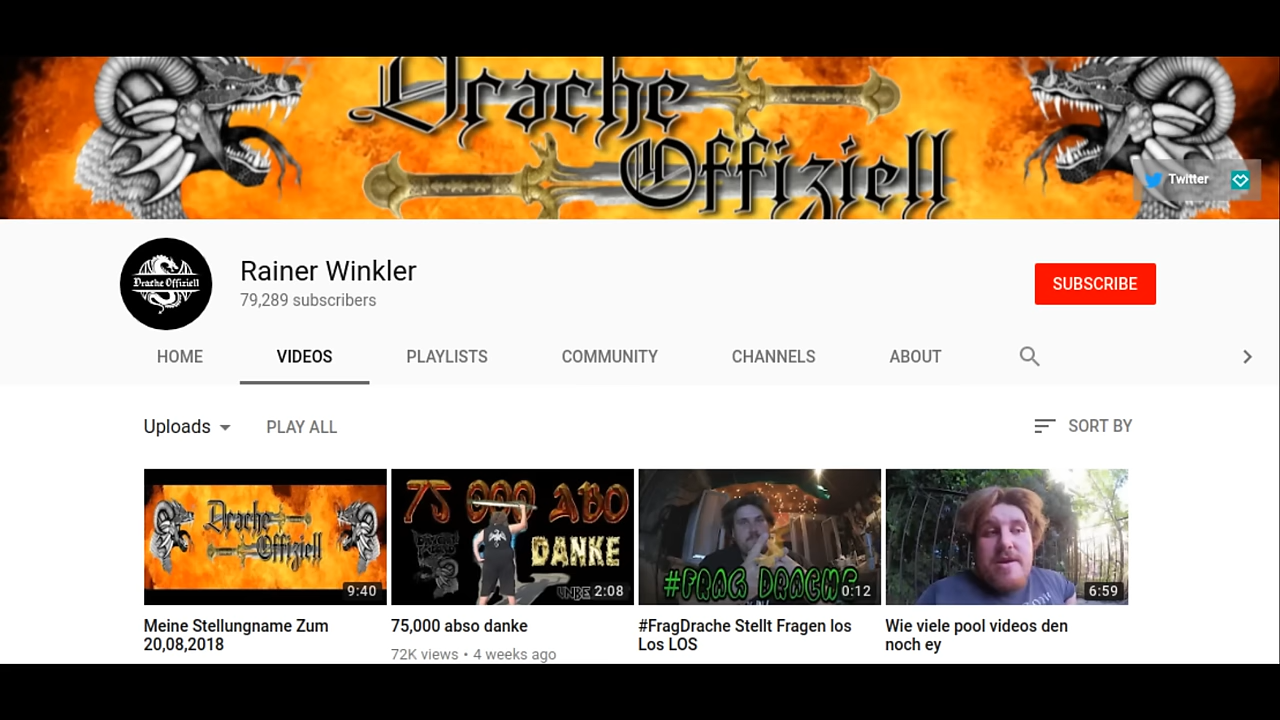 Drache
Offiziell
Twitter
Drache Offiziell
Rainer Winkler
79,289 subscribers
SUBSCRIBE
HOME VIDEOS PLAYLISTS COMMUNITY CHANNELS ABOUT
Uploads PLAY ALL SORT BY
Drache
Offiziell
9:40
75 000 ABO
DANKE
2:08
#FRAG DRACHE
0:12
6:59
Meine Stellungname Zum
20,08,2018
75,000 abso danke
72K views • 4 weeks ago
#FragDrache Stellt Fragen los
Los LOS
Wie viele pool videos den
noch ey